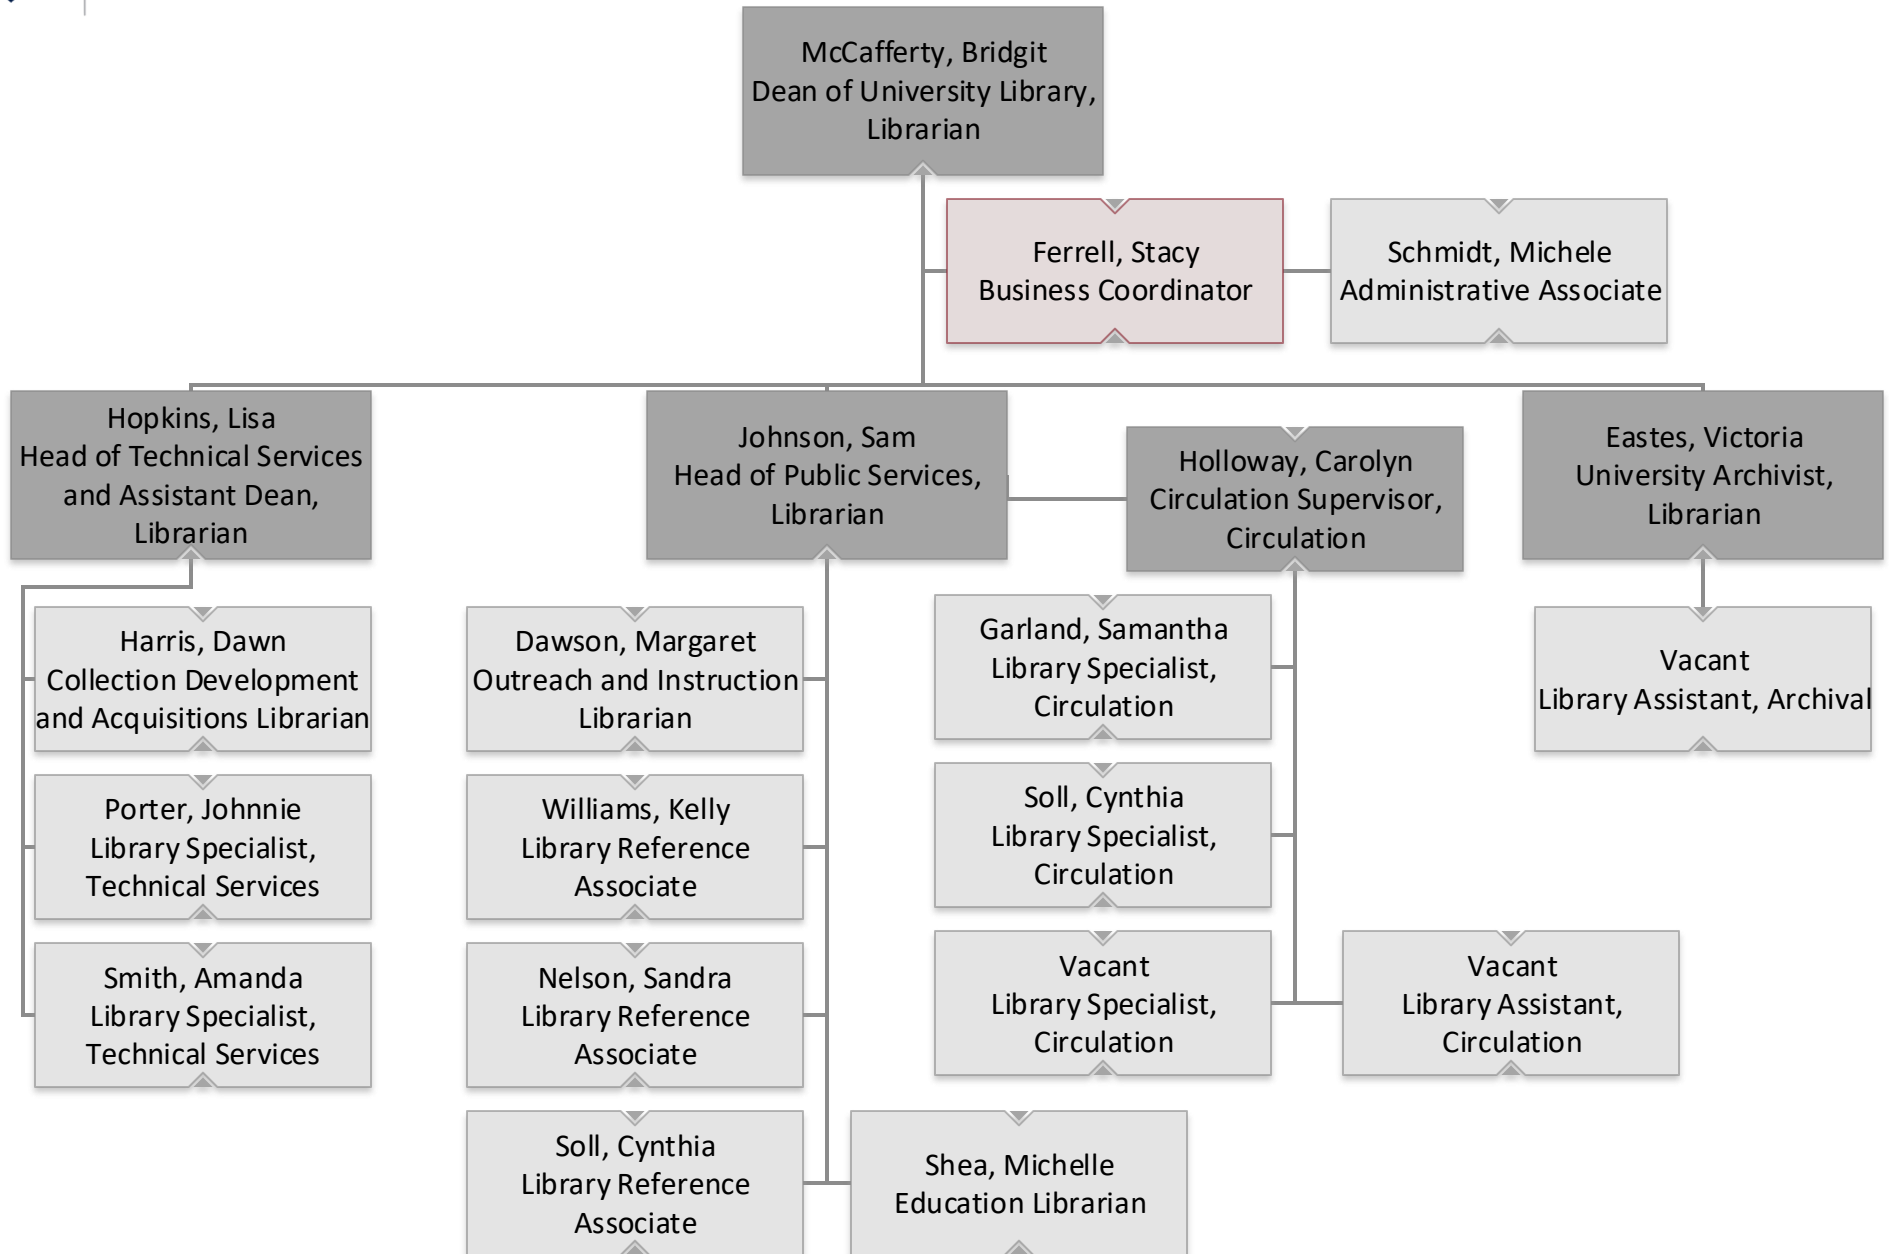 McCafferty, Bridgit
Dean of University Library,
Librarian
Ferrell, Stacy
Business Coordinator
Schmidt, Michele
Administrative Associate
Hopkins, Lisa
Head of Technical Services
and Assistant Dean,
Librarian
Johnson, Sam
Head of Public Services,
Librarian
Holloway, Carolyn
Circulation Supervisor,
Circulation
Eastes, Victoria
University Archivist,
Librarian
Harris, Dawn
Collection Development
and Acquisitions Librarian
Porter, Johnnie
Library Specialist,
Technical Services
Smith, Amanda
Library Specialist,
Technical Services
Dawson, Margaret
Outreach and Instruction
Librarian
Williams, Kelly
Library Reference
Associate
Nelson, Sandra
Library Reference
Associate
Soll, Cynthia
Library Reference
Associate
Shea, Michelle
Education Librarian
Garland, Samantha
Library Specialist,
Circulation
Soll, Cynthia
Library Specialist,
Circulation
Vacant
Library Specialist,
Circulation
Vacant
Library Assistant,
Circulation
Vacant
Library Assistant, Archival